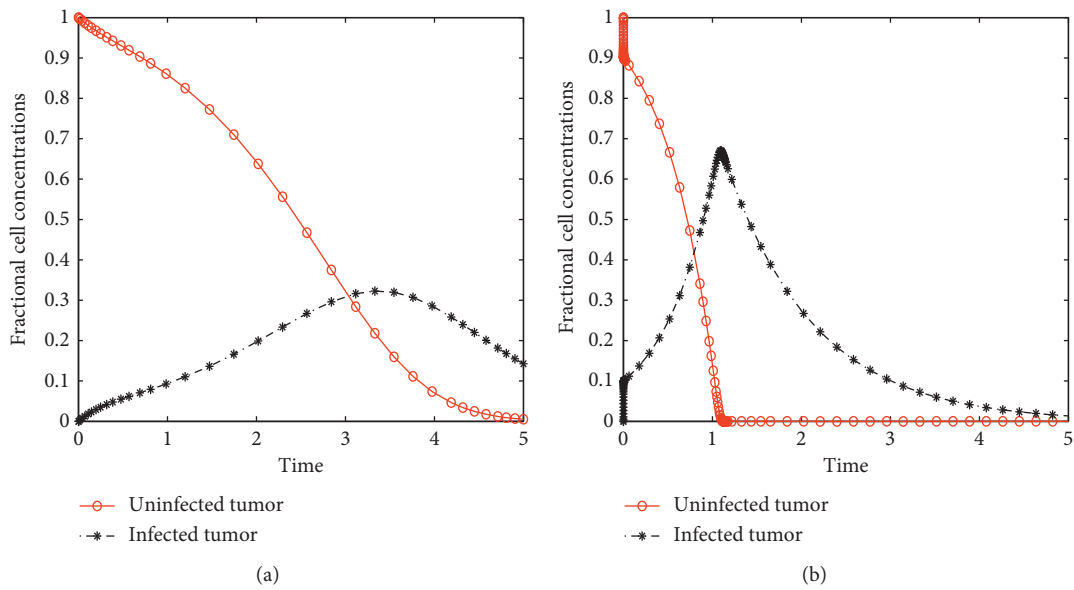 Fractional cell concentrations
1
0.9
0.8
0.7
0.6
0.5
0.4
0.3
0.2
0.1
0
0 1 2 3 4 5
Time
Uninfected tumor
Infected tumor
(a)
Fractional cell concentrations
1
0.9
0.8
0.7
0.6
0.5
0.4
0.3
0.2
0.1
0
0 1 2 3 4 5
Time
Uninfected tumor
Infected tumor
(b)